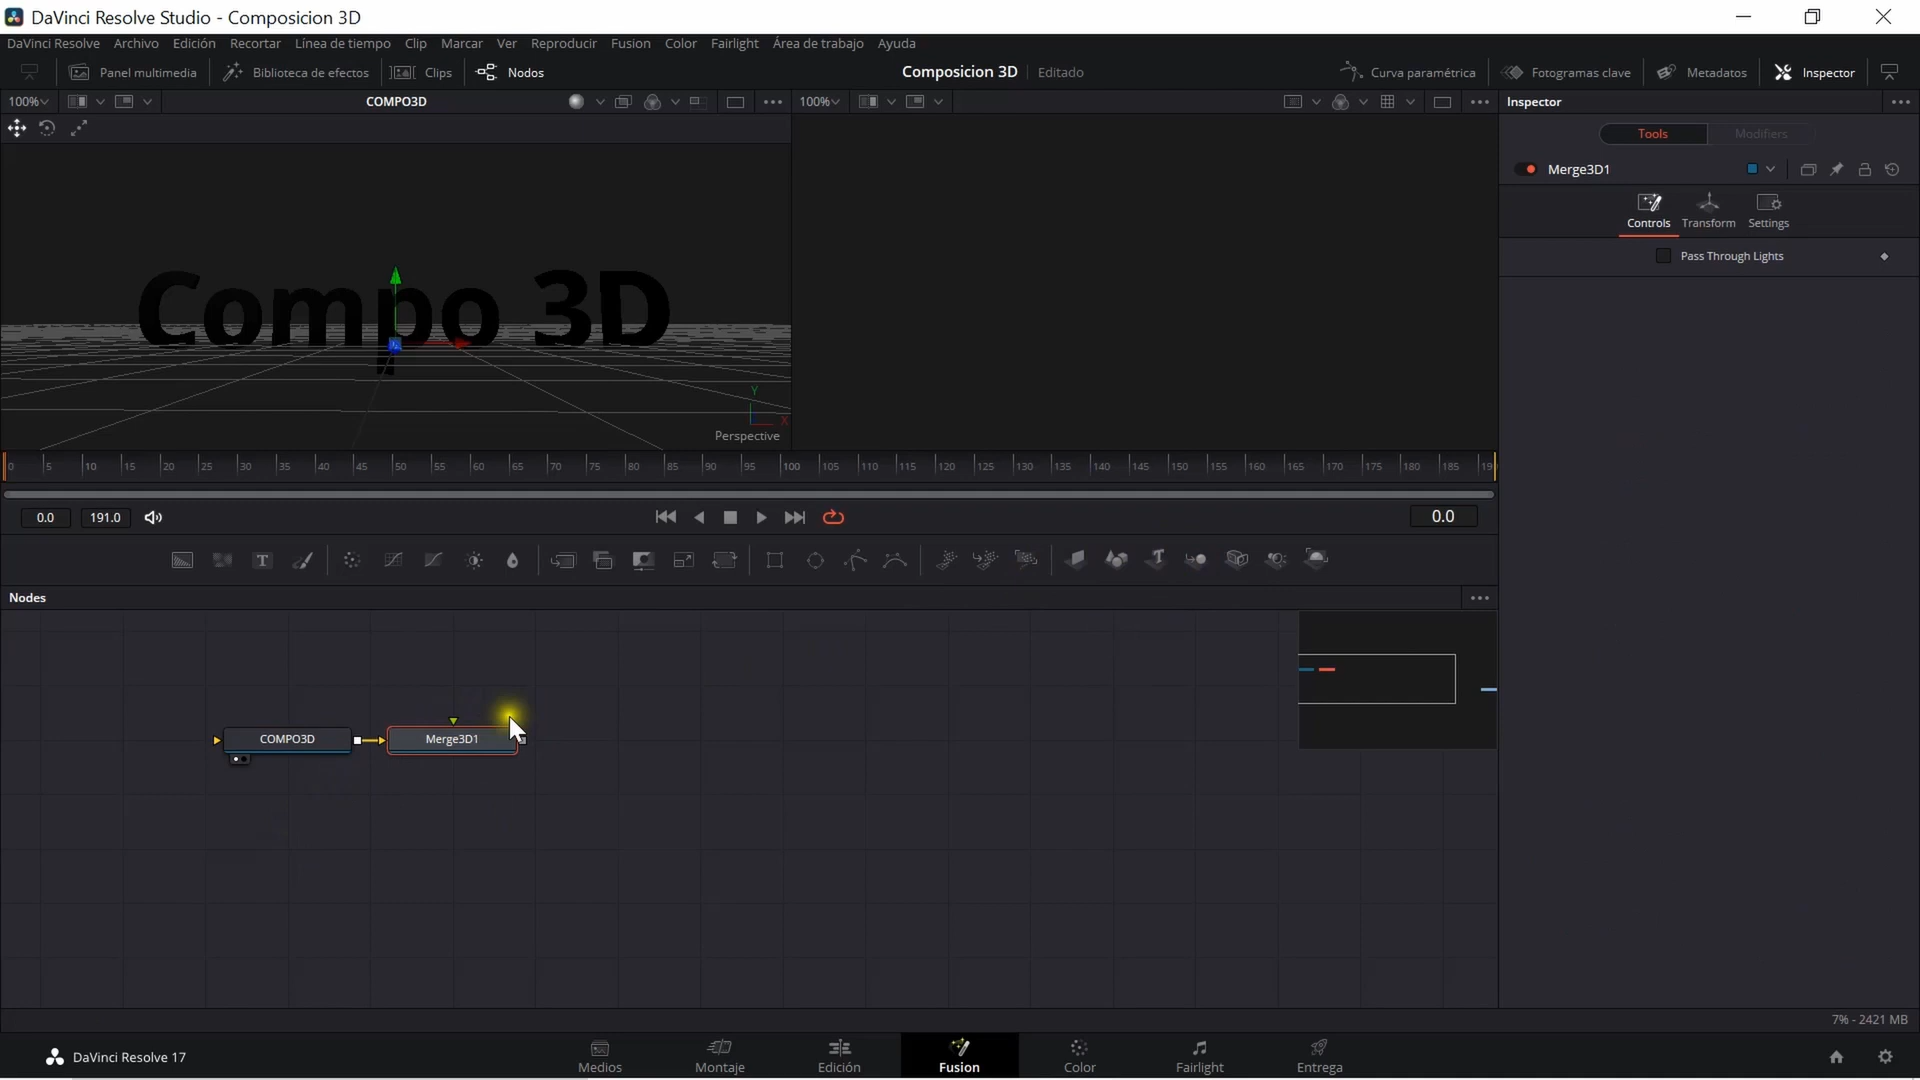 DaVinci Resolve Studio - Composicion 3D
DaVinci Resolve Archivo Edición Recortar Línea de tiempo Clip Marcar Ver Reproducir Fusion Color Fairlight Área de trabajo Ayuda
Panel multimedia Biblioteca de efectos Clips Nodos Composicion 3D Editado Curva paramétrica Fotogramas clave Metadatos Inspector
100% COMPO3D 100% Inspector
Tools Modifiers
Merge3D1
Controls Transform Settings
Pass Through Lights
Compo 3D
Y
X
Perspective
0 5 10 15 20 25 30 35 40 45 50 55 60 65 70 75 80 85 90 95 100 105 110 115 120 125 130 135 140 145 150 155 160 165 170 175 180 185 19
0.0 191.0 0.0
Nodes
COMPO3D Merge3D1
7% - 2421 MB
DaVinci Resolve 17 Medios Montaje Edición Fusion Color Fairlight Entrega